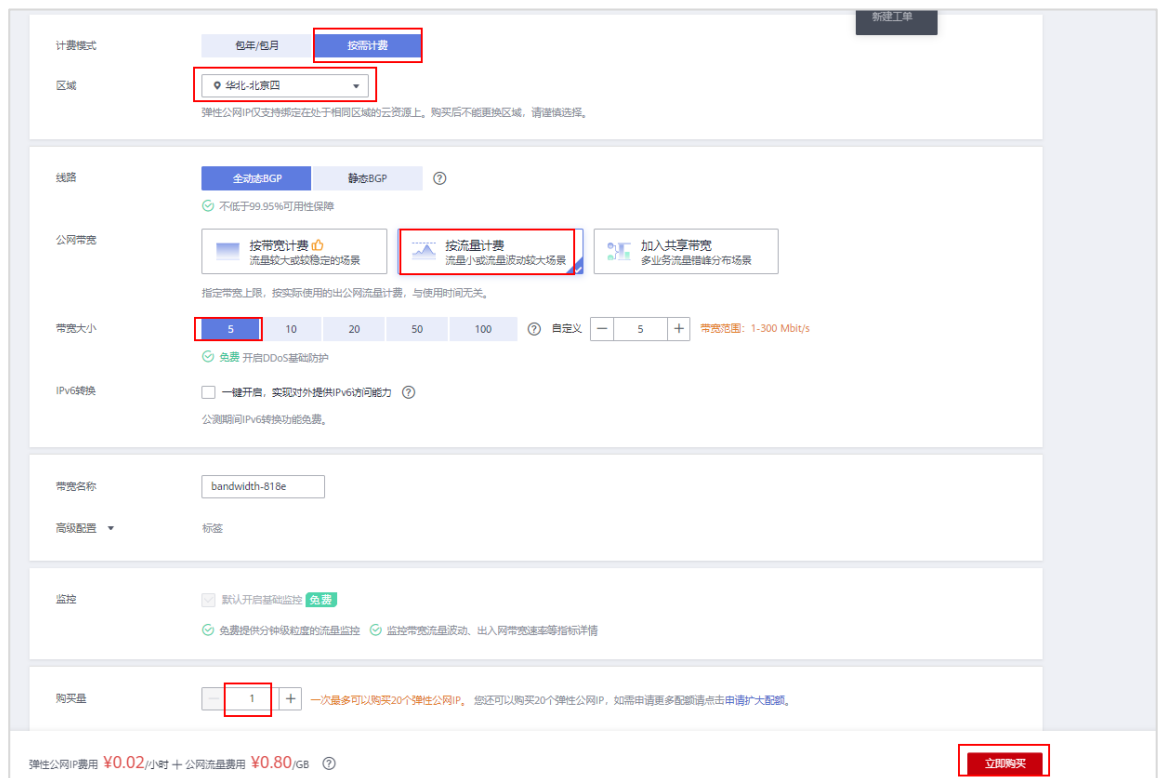 新建工单
计费模式 包年/包月 按需计费
区域 华北-北京四
弹性公网IP仅支持绑定在处于相同区域的云资源上。购买后不能更换区域，请谨慎选择。
线路 全动态BGP 静态BGP
不低于99.95%可用性保障
公网带宽 按带宽计费 按流量计费 加入共享带宽
流量较大或较稳定的场景 流量小或流量波动较大场景 多业务流量错峰分布场景
指定带宽上限，按实际使用的出公网流量计费，与使用时间无关。
带宽大小 5 10 20 50 100 自定义 5 带宽范围：1-300 Mbit/s
免费 开启DDoS基础防护
IPv6转换 一键开启，实现对外提供IPv6访问能力
公测期间IPv6转换功能免费。
带宽名称 bandwidth-818e
高级配置 标签
监控 默认开启基础监控 免费
免费提供分钟级粒度的流量监控 监控带宽流量波动、出入网带宽速率等指标详情
购买量 1 一次最多可以购买20个弹性公网IP。 您还可以购买20个弹性公网IP，如需申请更多配额请点击申请扩大配额。
弹性公网IP费用 ¥0.02/小时 + 公网流量费用 ¥0.80/GB 立即购买